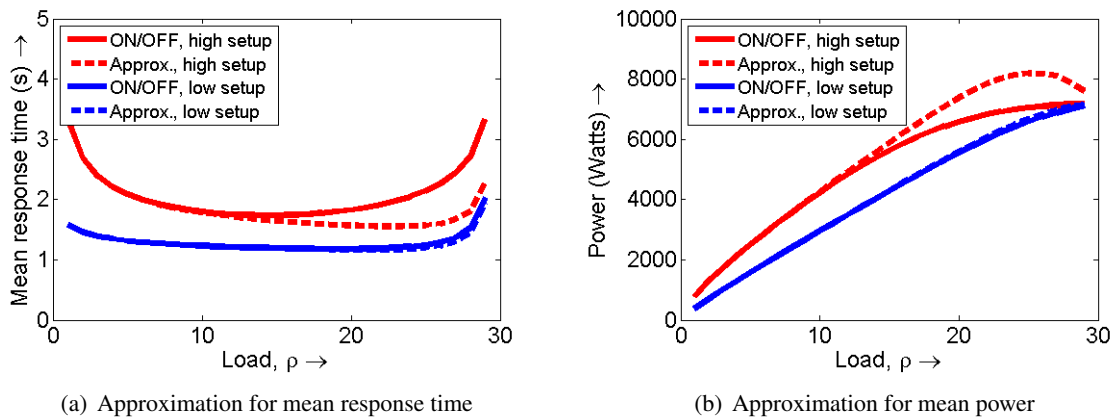 5
4
3
2
1
0
Mean response time (s) →
ON/OFF, high setup
Approx., high setup
ON/OFF, low setup
Approx., low setup
0 10 20 30
Load, ρ →
(a) Approximation for mean response time
10000
8000
6000
4000
2000
0
Power (Watts) →
ON/OFF, high setup
Approx., high setup
ON/OFF, low setup
Approx., low setup
0 10 20 30
Load, ρ →
(b) Approximation for mean power